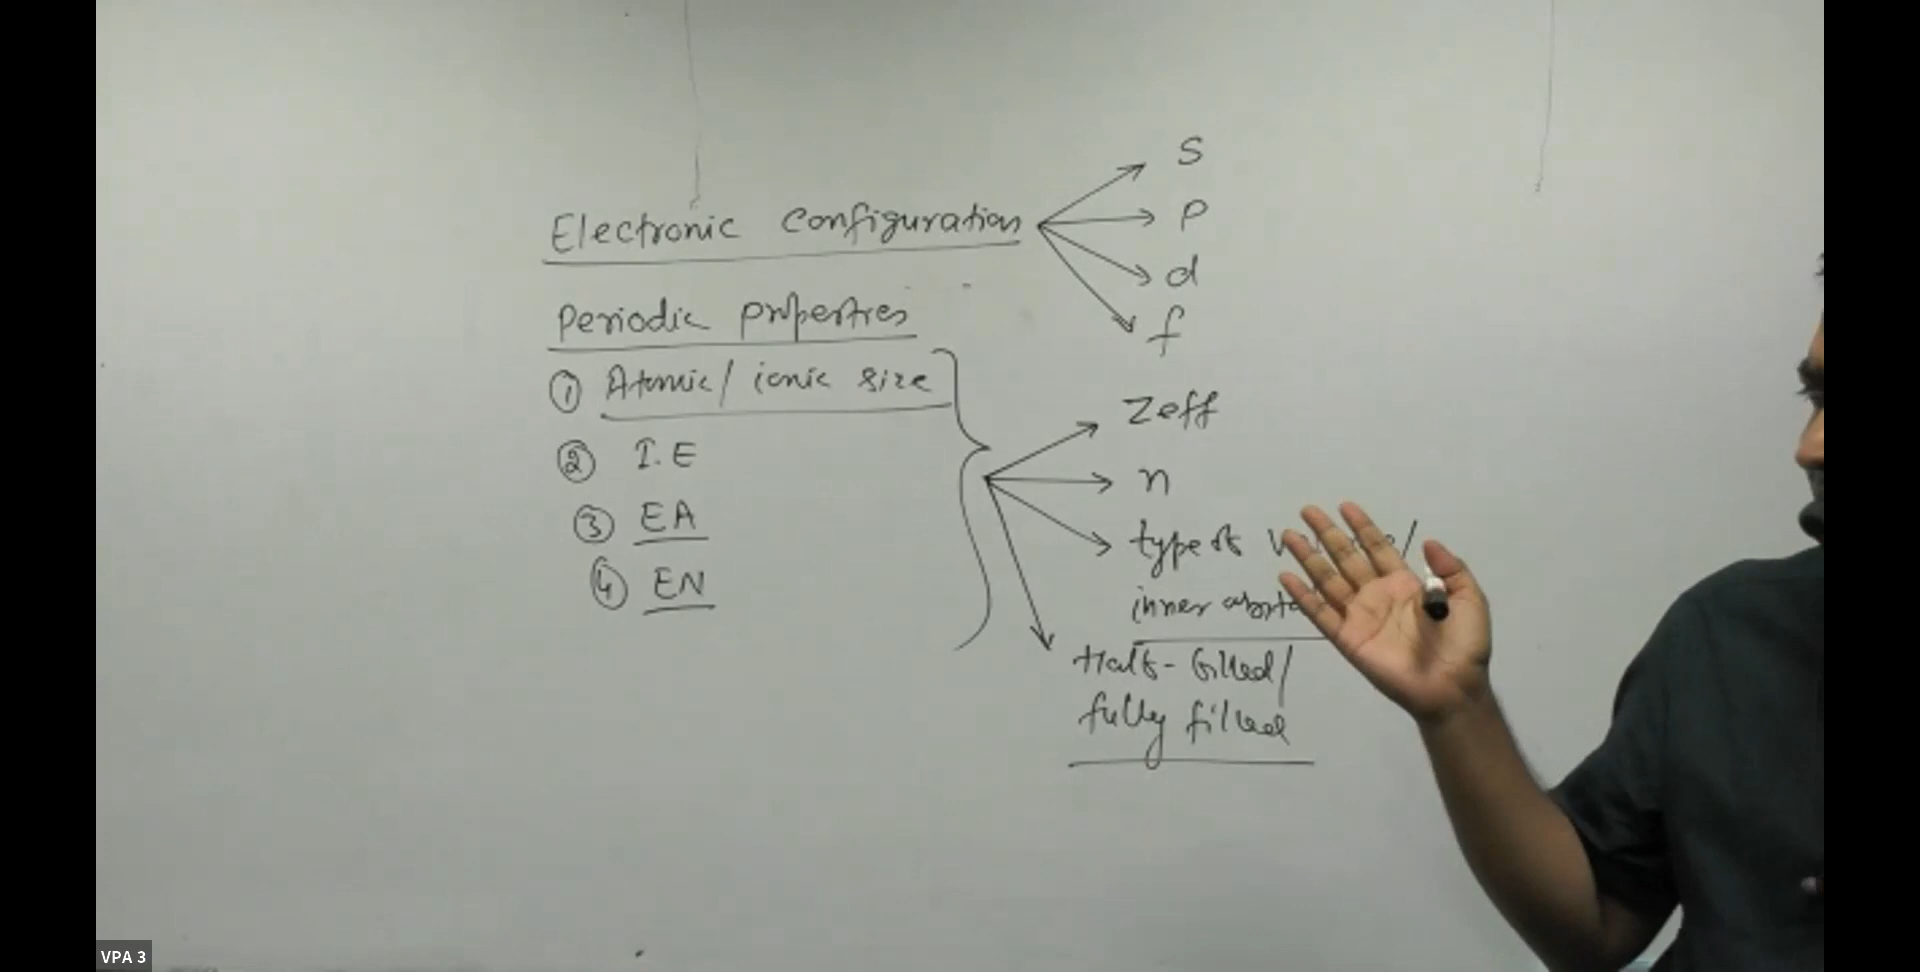 Electronic Configuration
s
p
d
f
Periodic properties
① Atomic/ionic size
② I.E
③ EA
④ EN
Zeff
n
type of
inner
Half-filled/
fully filled
VPA 3